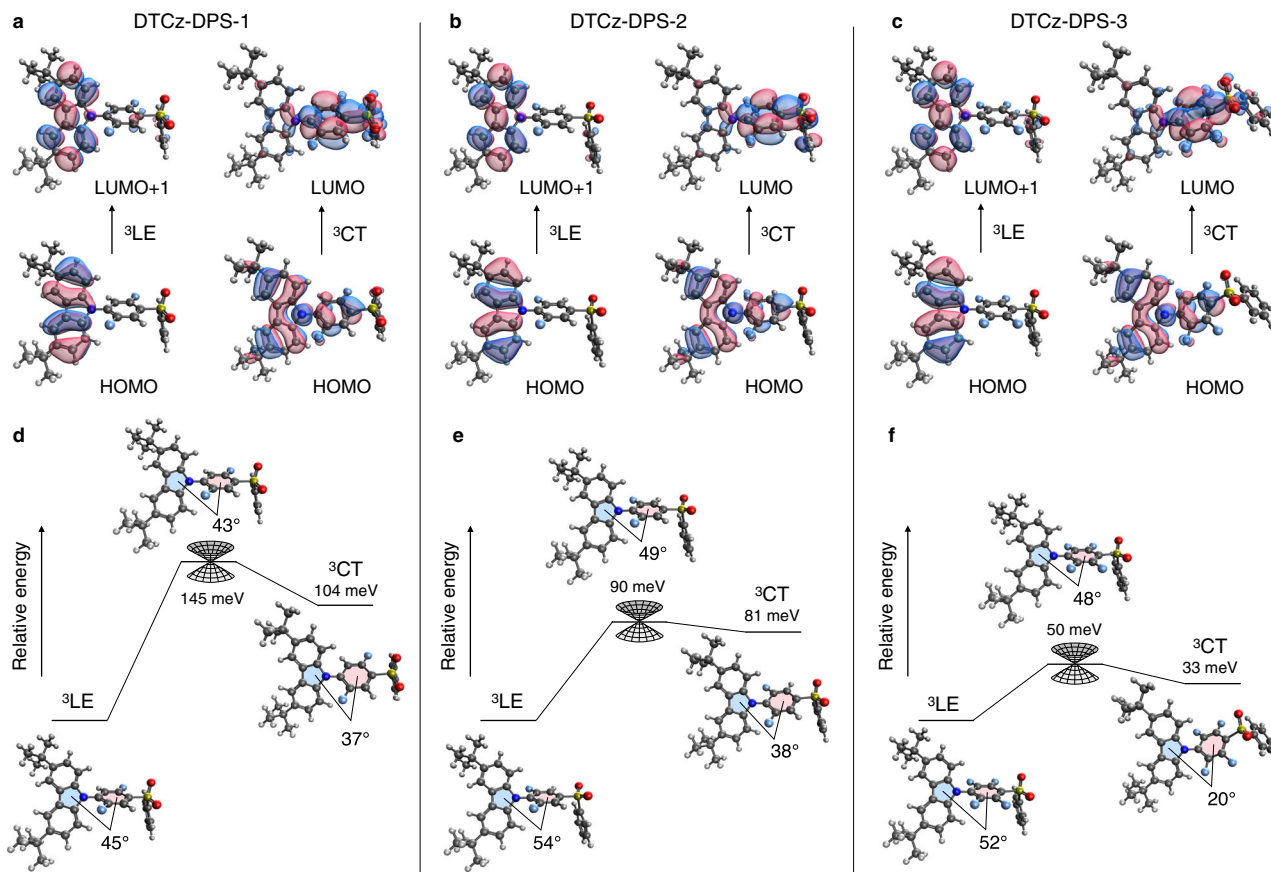 a DTCz-DPS-1
LUMO+1 LUMO
³LE ³CT
HOMO HOMO
b DTCz-DPS-2
LUMO+1 LUMO
³LE ³CT
HOMO HOMO
c DTCz-DPS-3
LUMO+1 LUMO
³LE ³CT
HOMO HOMO
d
Relative energy
43°
145 meV
³CT
104 meV
37°
³LE
45°
e
Relative energy
49°
90 meV
³CT
81 meV
38°
³LE
54°
f
Relative energy
48°
50 meV
³CT
33 meV
20°
³LE
52°